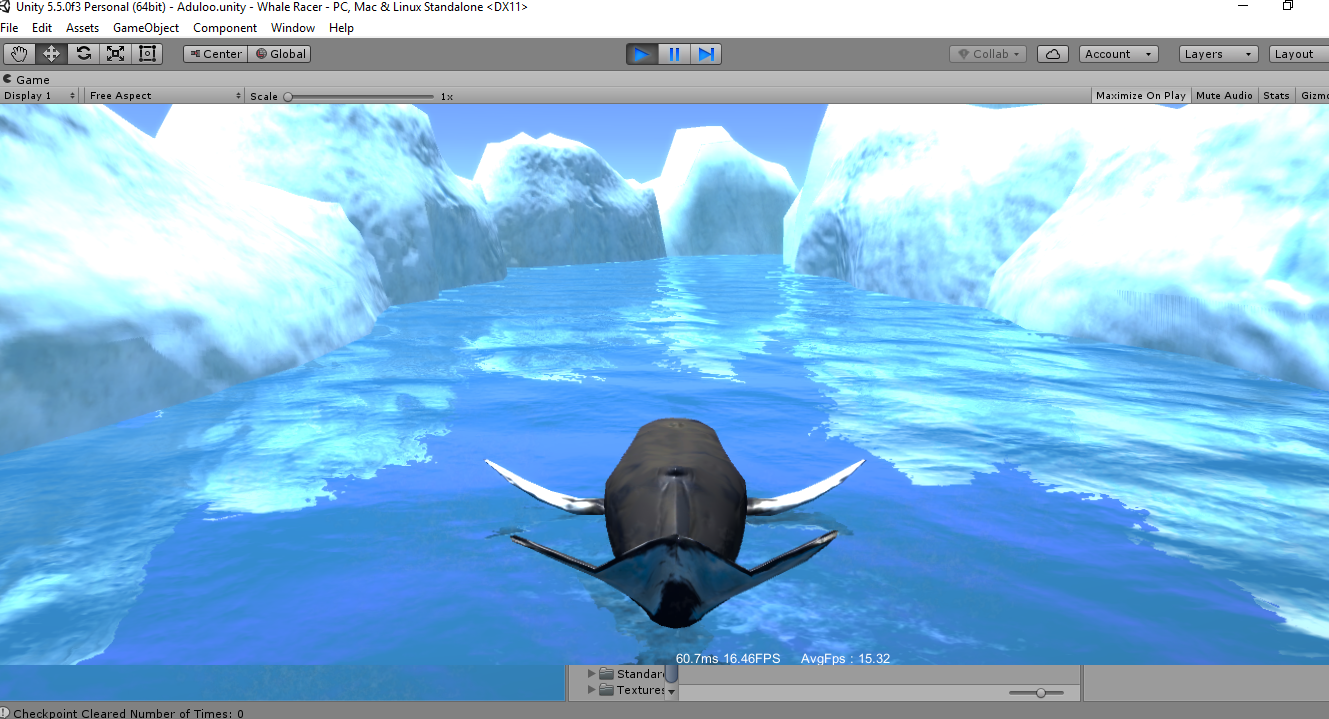 Unity 5.5.0f3 Personal (64bit) - Aduloo.unity - Whale Racer - PC, Mac & Linux Standalone <DX11>
File Edit Assets GameObject Component Window Help
Center Global Collab Account Layers Layout
Game
Display 1 Free Aspect Scale 1x Maximize On Play Mute Audio Stats Gizmo
60.7ms 16.46FPS AvgFps : 15.32
Standar
Textures
Checkpoint Cleared Number of Times: 0